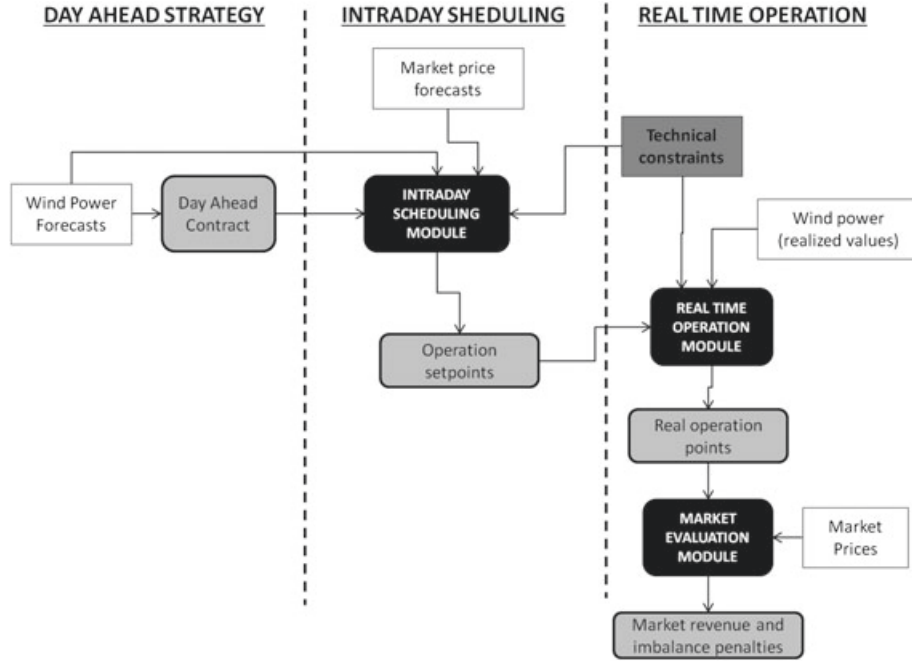 DAY AHEAD STRATEGY
INTRADAY SHEDULING
REAL TIME OPERATION
Market price
forecasts
Technical
constraints
Wind Power
Forecasts
Day Ahead
Contract
INTRADAY
SCHEDULING
MODULE
Wind power
(realized values)
REAL TIME
OPERATION
MODULE
Operation
setpoints
Real operation
points
MARKET
EVALUATION
MODULE
Market
Prices
Market revenue and
imbalance penalties